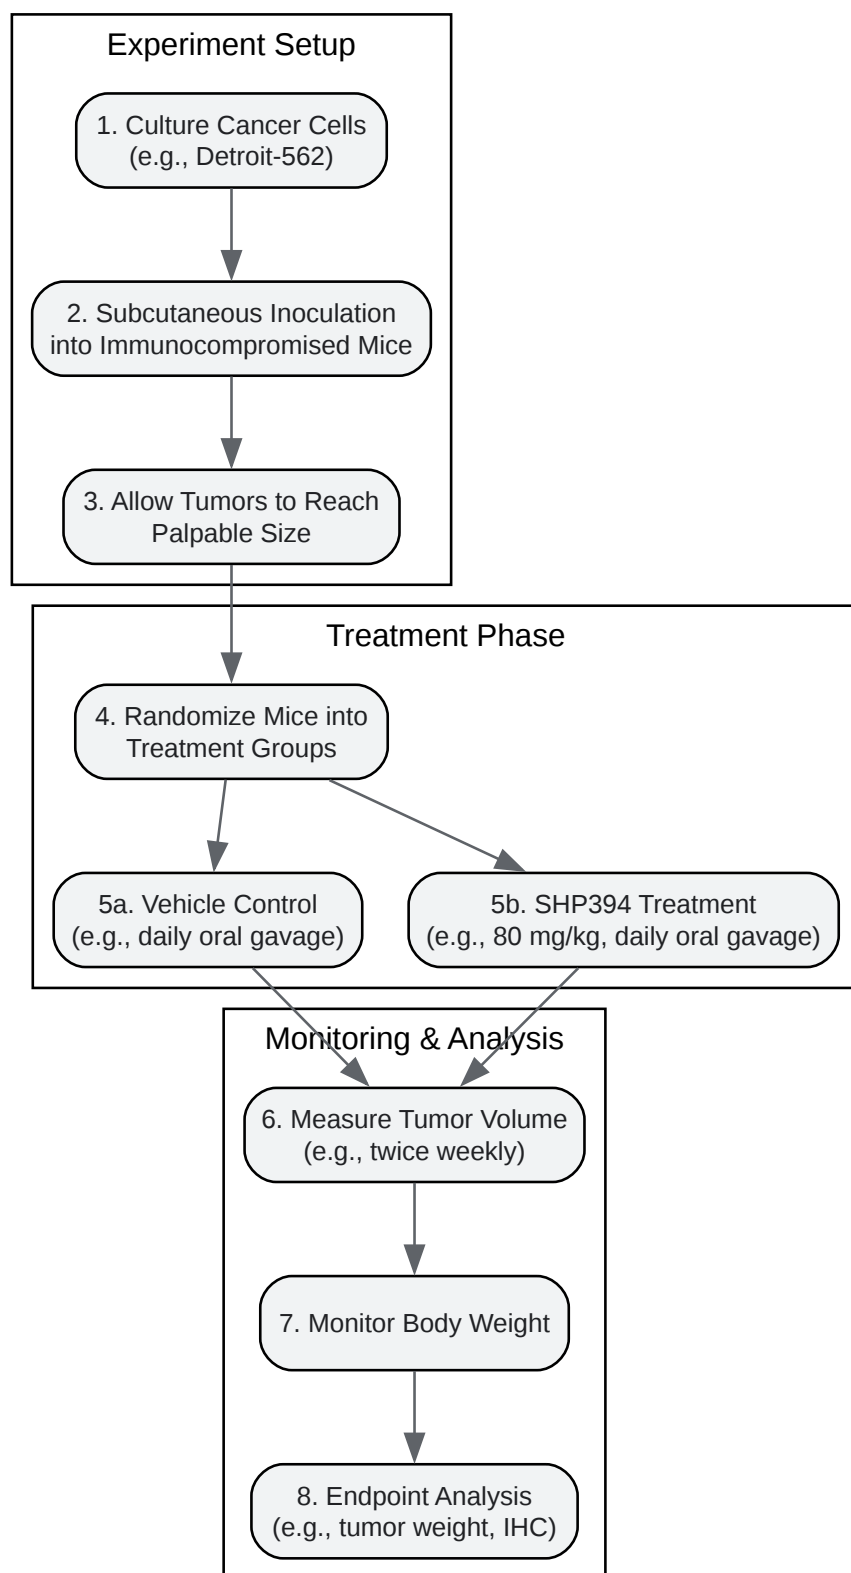 Experiment Setup
1. Culture Cancer Cells
(e.g., Detroit-562)
2. Subcutaneous Inoculation
into Immunocompromised Mice
3. Allow Tumors to Reach
Palpable Size
Treatment Phase
4. Randomize Mice into
Treatment Groups
5a. Vehicle Control
(e.g., daily oral gavage)
5b. SHP394 Treatment
(e.g., 80 mg/kg, daily oral gavage)
Monitoring & Analysis
6. Measure Tumor Volume
(e.g., twice weekly)
7. Monitor Body Weight
8. Endpoint Analysis
(e.g., tumor weight, IHC)